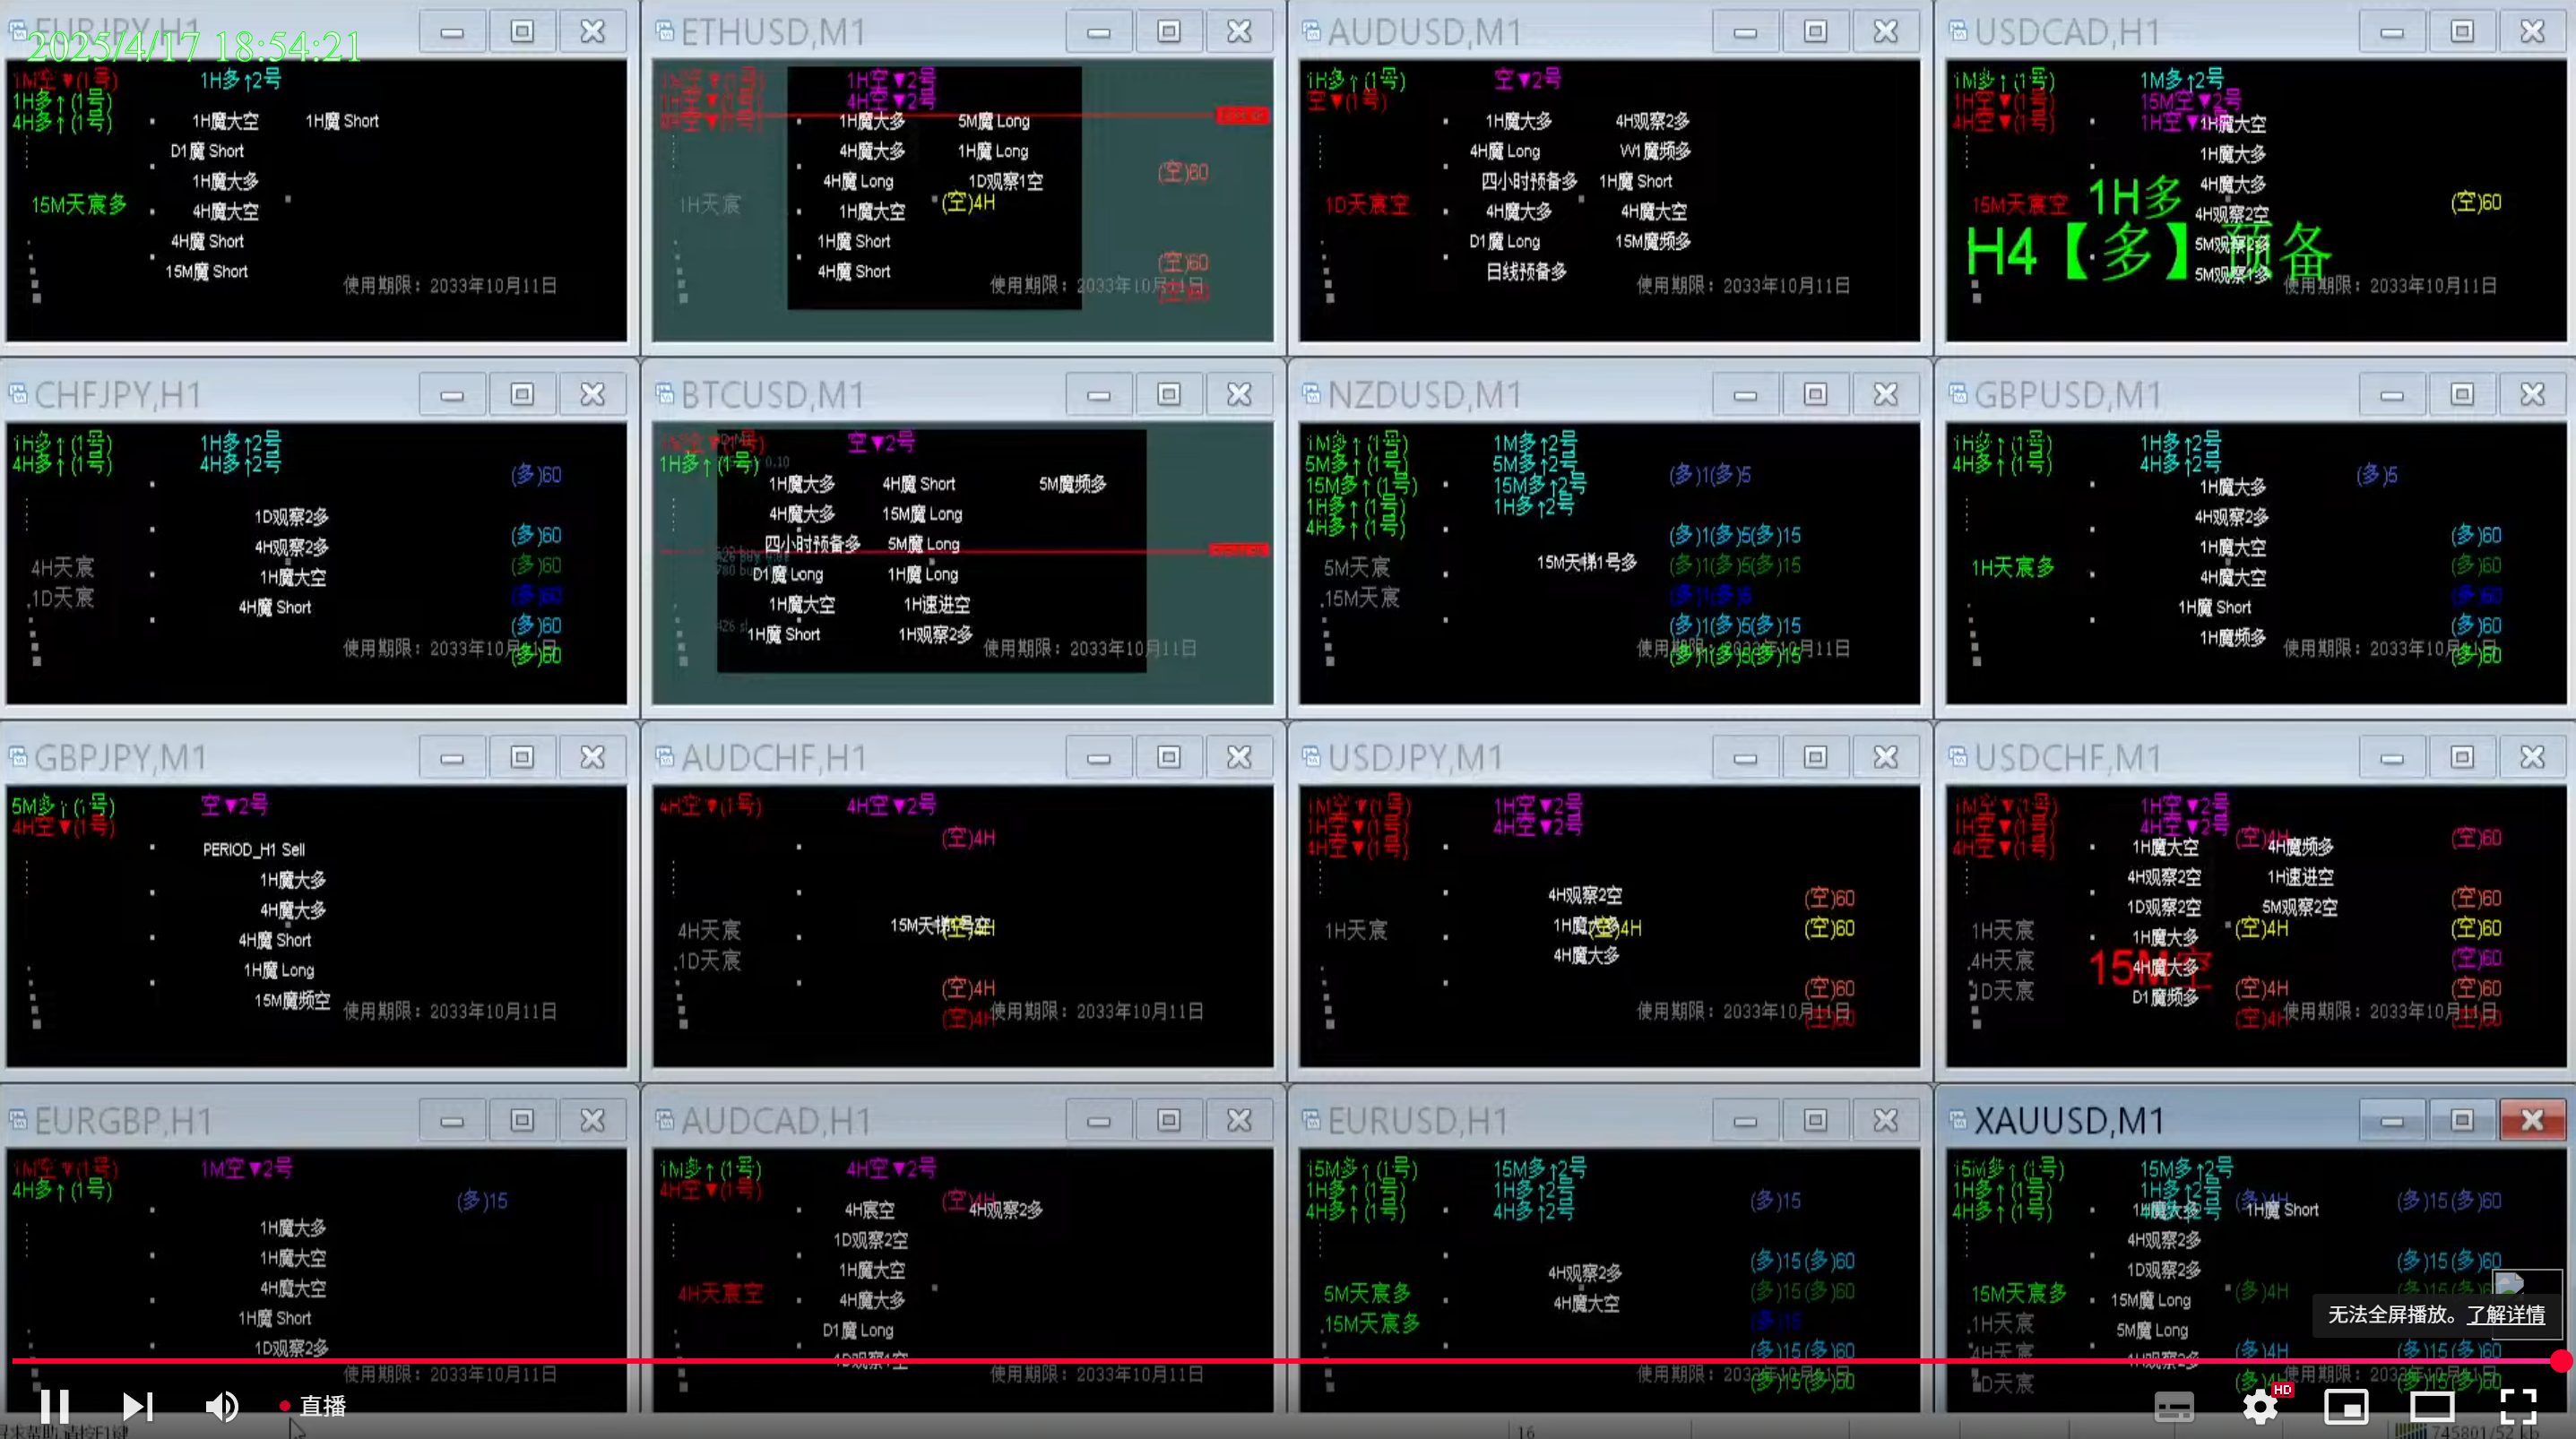 EURJPY,H1
2025/4/17 18:54:21
1M空▼(1号)
1H多↑(1号)
4H多↑(1号)
1H多↑2号
1H魔大空 1H魔 Short
D1魔 Short
1H魔大多
15M天宸多
4H魔大空
4H魔 Short
15M魔 Short
使用期限：2033年10月11日
ETHUSD,M1
1H空▼2号
4H空▼2号
1H魔大多 5M魔 Long
4H魔大多 1H魔 Long
(空)60
4H魔 Long 1D观察1空
1H天宸
(空)4H
1H魔大空
1H魔 Short
(空)60
4H魔 Short
使用期限：2033年10月11日
(空)60
AUDUSD,M1
1H多↑(1号)
空▼(1号)
空▼2号
1H魔大多 4H观察2多
4H魔 Long W1魔频多
四小时预备多 1H魔 Short
1D天宸空
4H魔大多 4H魔大空
D1魔 Long 15M魔频多
日线预备多
使用期限：2033年10月11日
USDCAD,H1
1M多↑(1号)
1H空▼(1号)
4H空▼(1号)
1M多↑2号
15M空▼2号
1H空▼
1H魔大空
1H魔大多
4H魔大多
15M天宸空
1H多
4H观察2空
(空)60
H4【多】预备
5M观察2多
5M观察1多
使用期限：2033年10月11日
CHFJPY,H1
1H多↑(1号)
4H多↑(1号)
1H多↑2号
4H多↑2号
(多)60
1D观察2多
(多)60
4H观察2多
(多)60
4H天宸
1H魔大空
(多)60
1D天宸
4H魔 Short
(多)60
使用期限：2033年10月11日
(多)60
BTCUSD,M1
1H多↑(1号)
空▼2号
0.10
1H魔大多 4H魔 Short 5M魔频多
4H魔大多 15M魔 Long
四小时预备多 5M魔 Long
D1魔 Long 1H魔 Long
1H魔大空 1H速进空
1H魔 Short 1H观察2多
使用期限：2033年10月11日
NZDUSD,M1
1M多↑(1号)
5M多↑(1号)
15M多↑(1号)
1H多↑(1号)
4H多↑(1号)
1M多↑2号
5M多↑2号
15M多↑2号
1H多↑2号
(多)1(多)5
(多)1(多)5(多)15
(多)1(多)5(多)15
15M天梯1号多
5M天宸
15M天宸
(多)1(多)5
(多)1(多)5(多)15
使用期限：2033年10月11日
(多)1(多)5(多)15
GBPUSD,M1
1H多↑(1号)
4H多↑(1号)
1H多↑2号
4H多↑2号
(多)5
1H魔大多
4H观察2多
(多)60
1H魔大空
1H天宸多
(多)60
4H魔大空
(多)60
1H魔 Short
(多)60
1H魔频多
使用期限：2033年10月11日
(多)60
GBPJPY,M1
5M多↑(1号)
4H空▼(1号)
空▼2号
PERIOD_H1 Sell
1H魔大多
4H魔大多
4H魔 Short
1H魔 Long
15M魔频空
使用期限：2033年10月11日
AUDCHF,H1
4H空▼(1号)
4H空▼2号
(空)4H
15M天梯1号空
(空)4H
4H天宸
1D天宸
(空)4H
使用期限：2033年10月11日
(空)4H
USDJPY,M1
1M空▼(1号)
1H空▼(1号)
4H空▼(1号)
1H空▼2号
4H空▼2号
4H观察2空
(空)60
1H天宸
1H魔大多
(空)4H
(空)60
4H魔大多
(空)60
使用期限：2033年10月11日
(空)60
USDCHF,M1
1M空▼(1号)
1H空▼(1号)
4H空▼(1号)
1H空▼2号
4H空▼2号
(空)4H
(空)60
1H魔大空 4H魔频多
4H观察2空 1H速进空
(空)60
1D观察2空 5M观察2空
1H天宸
1H魔大多
(空)4H
(空)60
4H天宸
15M空
4H魔大多
(空)60
1D天宸
D1魔频多
(空)4H
(空)60
使用期限：2033年10月11日
(空)4H
(空)60
EURGBP,H1
1M空▼(1号)
4H多↑(1号)
1M空▼2号
(多)15
1H魔大多
1H魔大空
4H魔大空
1H魔 Short
1D观察2多
使用期限：2033年10月11日
AUDCAD,H1
1M多↑(1号)
4H空▼(1号)
4H空▼2号
(空)4H
4H宸空 4H观察2多
1D观察2空
1H魔大空
4H天宸空
4H魔大多
D1魔 Long
1D观察1空
使用期限：2033年10月11日
EURUSD,H1
15M多↑(1号)
1H多↑(1号)
4H多↑(1号)
15M多↑2号
1H多↑2号
4H多↑2号
(多)15
(多)15(多)60
4H观察2多
5M天宸多
(多)15(多)60
4H魔大空
15M天宸多
(多)15
(多)15(多)60
使用期限：2033年10月11日
(多)15(多)60
XAUUSD,M1
15M多↑(1号)
1H多↑(1号)
4H多↑(1号)
15M多↑2号
1H多↑2号
4H多↑2号
(多)4H
(多)15(多)60
1H魔 Short
4H观察2多
(多)15(多)60
1D观察2多
15M天宸多
(多)4H
15M魔 Long
1H天宸
5M魔 Long
无法全屏播放。了解详情
4H天宸
4H观察2多
(多)4H
(多)15(多)60
1D天宸
使用期限：2033年10月11日
直播
HD
16